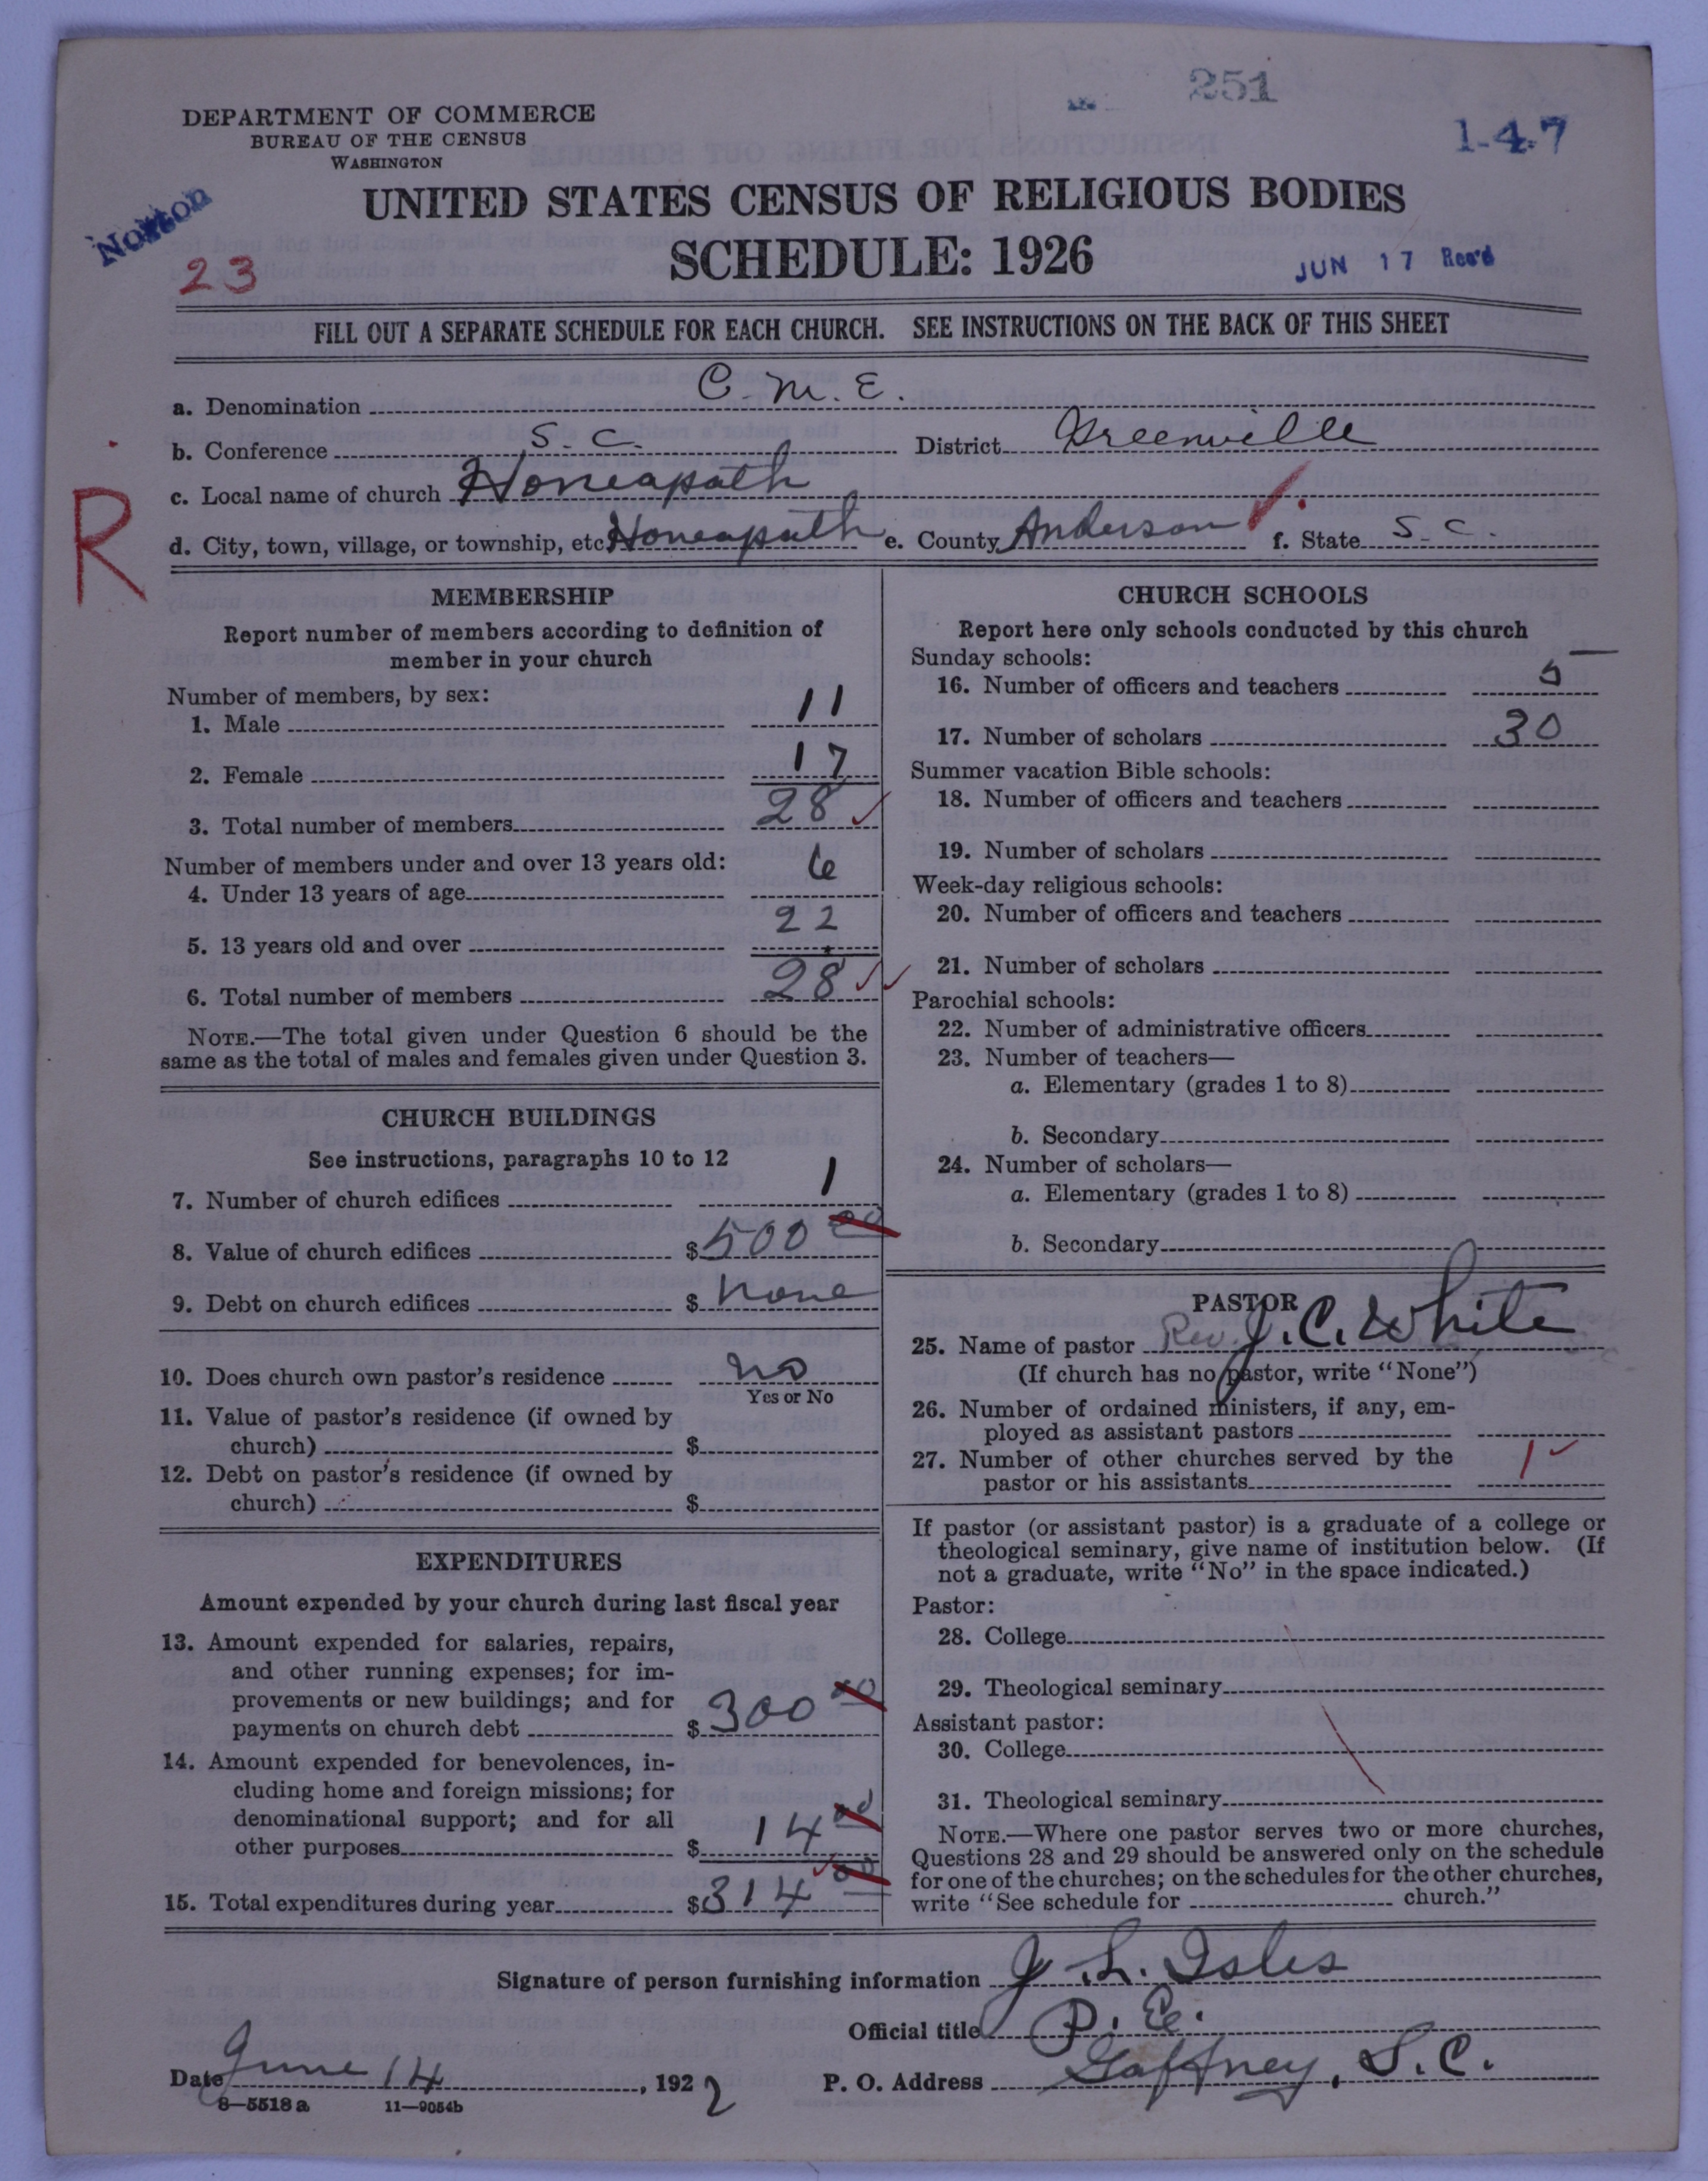 251
1-4-7
DEPARTMENT OF COMMERCE
BUREAU OF THE CENSUS
WASHINGTON
Norton
23
UNITED STATES CENSUS OF RELIGIOUS BODIES
SCHEDULE: 1926
JUN 17 Rec'd
FILL OUT A SEPARATE SCHEDULE FOR EACH CHURCH. SEE INSTRUCTIONS ON THE BACK OF THIS SHEET
a. Denomination C. M. E.
b. Conference S. C. District Greenville
c. Local name of church Honeapath
R
d. City, town, village, or township, etc. Honeapath e. County Anderson f. State S. C.
MEMBERSHIP
Report number of members according to definition of
member in your church
Number of members, by sex:
1. Male 11
2. Female 17
3. Total number of members 28
Number of members under and over 13 years old:
4. Under 13 years of age 6
5. 13 years old and over 22
6. Total number of members 28
NOTE.—The total given under Question 6 should be the
same as the total of males and females given under Question 3.
CHURCH BUILDINGS
See instructions, paragraphs 10 to 12
7. Number of church edifices 1
8. Value of church edifices $500 00
9. Debt on church edifices $ none
10. Does church own pastor's residence no
Yes or No
11. Value of pastor's residence (if owned by
church) $
12. Debt on pastor's residence (if owned by
church) $
EXPENDITURES
Amount expended by your church during last fiscal year
13. Amount expended for salaries, repairs,
and other running expenses; for im-
provements or new buildings; and for
payments on church debt $300 00
14. Amount expended for benevolences, in-
cluding home and foreign missions; for
denominational support; and for all
other purposes $ 14 00
15. Total expenditures during year $314 00
CHURCH SCHOOLS
Report here only schools conducted by this church
Sunday schools:
16. Number of officers and teachers 5
17. Number of scholars 30
Summer vacation Bible schools:
18. Number of officers and teachers
19. Number of scholars
Week-day religious schools:
20. Number of officers and teachers
21. Number of scholars
Parochial schools:
22. Number of administrative officers
23. Number of teachers—
a. Elementary (grades 1 to 8)
b. Secondary
24. Number of scholars—
a. Elementary (grades 1 to 8)
b. Secondary
PASTOR
25. Name of pastor Rev. J. C. White
(If church has no pastor, write "None")
26. Number of ordained ministers, if any, em-
ployed as assistant pastors
27. Number of other churches served by the
pastor or his assistants 1
If pastor (or assistant pastor) is a graduate of a college or
theological seminary, give name of institution below. (If
not a graduate, write "No" in the space indicated.)
Pastor:
28. College
29. Theological seminary
Assistant pastor:
30. College
31. Theological seminary
NOTE.—Where one pastor serves two or more churches,
Questions 28 and 29 should be answered only on the schedule
for one of the churches; on the schedules for the other churches,
write "See schedule for church."
Signature of person furnishing information J. L. Isles
Official title P. E.
Date June 14, 1927 P. O. Address Gaffney, S. C.
8—5518a 11—9054b